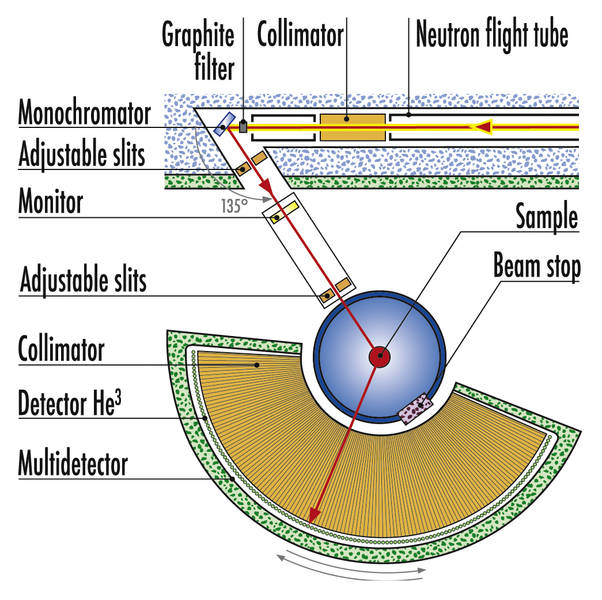 Graphite
filter
Collimator
Neutron flight tube
Monochromator
Adjustable slits
Monitor
135°
Sample
Beam stop
Adjustable slits
Collimator
Detector He³
Multidetector